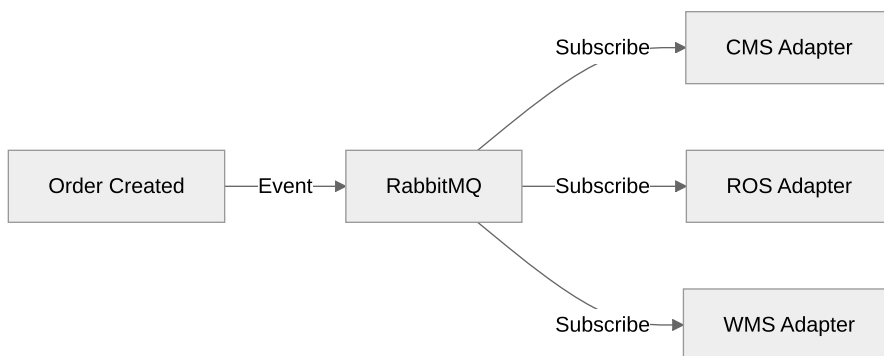 Subscribe
CMS Adapter
Order Created
Event
RabbitMQ
Subscribe
ROS Adapter
Subscribe
WMS Adapter